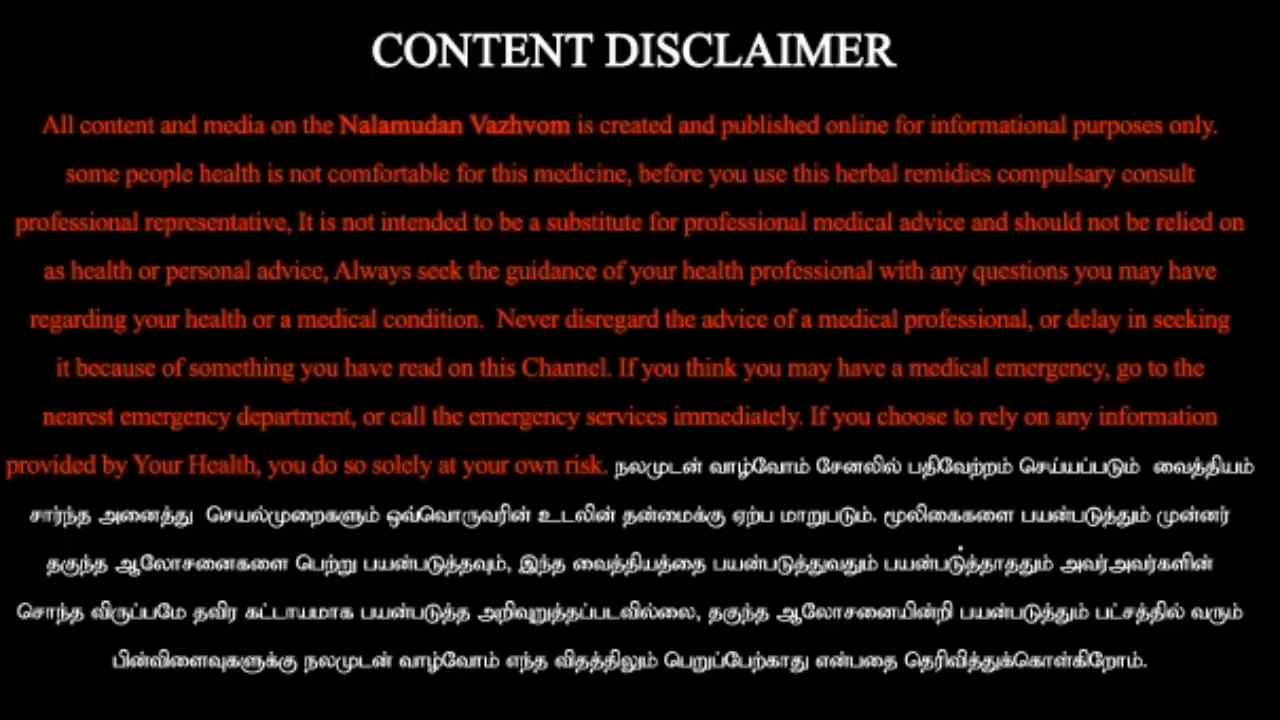 CONTENT DISCLAIMER
All content and media on the Nalamudan Vazhvom is created and published online for informational purposes only.
some people health is not comfortable for this medicine, before you use this herbal remidies compulsary consult
professional representative, It is not intended to be a substitute for professional medical advice and should not be relied on
as health or personal advice, Always seek the guidance of your health professional with any questions you may have
regarding your health or a medical condition.  Never disregard the advice of a medical professional, or delay in seeking
it because of something you have read on this Channel. If you think you may have a medical emergency, go to the
nearest emergency department, or call the emergency services immediately. If you choose to rely on any information
provided by Your Health, you do so solely at your own risk. நலமுடன் வாழ்வோம் சேனலில் பதிவேற்றம் செய்யப்படும்  வைத்தியம்
சார்ந்த அனைத்து  செயல்முறைகளும் ஒவ்வொருவரின் உடலின் தன்மைக்கு ஏற்ப மாறுபடும். மூலிகைகளை பயன்படுத்தும் முன்னர்
தகுந்த ஆலோசனைகளை பெற்று பயன்படுத்தவும், இந்த வைத்தியத்தை பயன்படுத்துவதும் பயன்படுத்தாததும் அவர்அவர்களின்
சொந்த விருப்பமே தவிர கட்டாயமாக பயன்படுத்த அறிவுறுத்தப்படவில்லை, தகுந்த ஆலோசனையின்றி பயன்படுத்தும் பட்சத்தில் வரும்
பின்விளைவுகளுக்கு நலமுடன் வாழ்வோம் எந்த விதத்திலும் பெறுப்பேற்காது என்பதை தெரிவித்துக்கொள்கிறோம்.